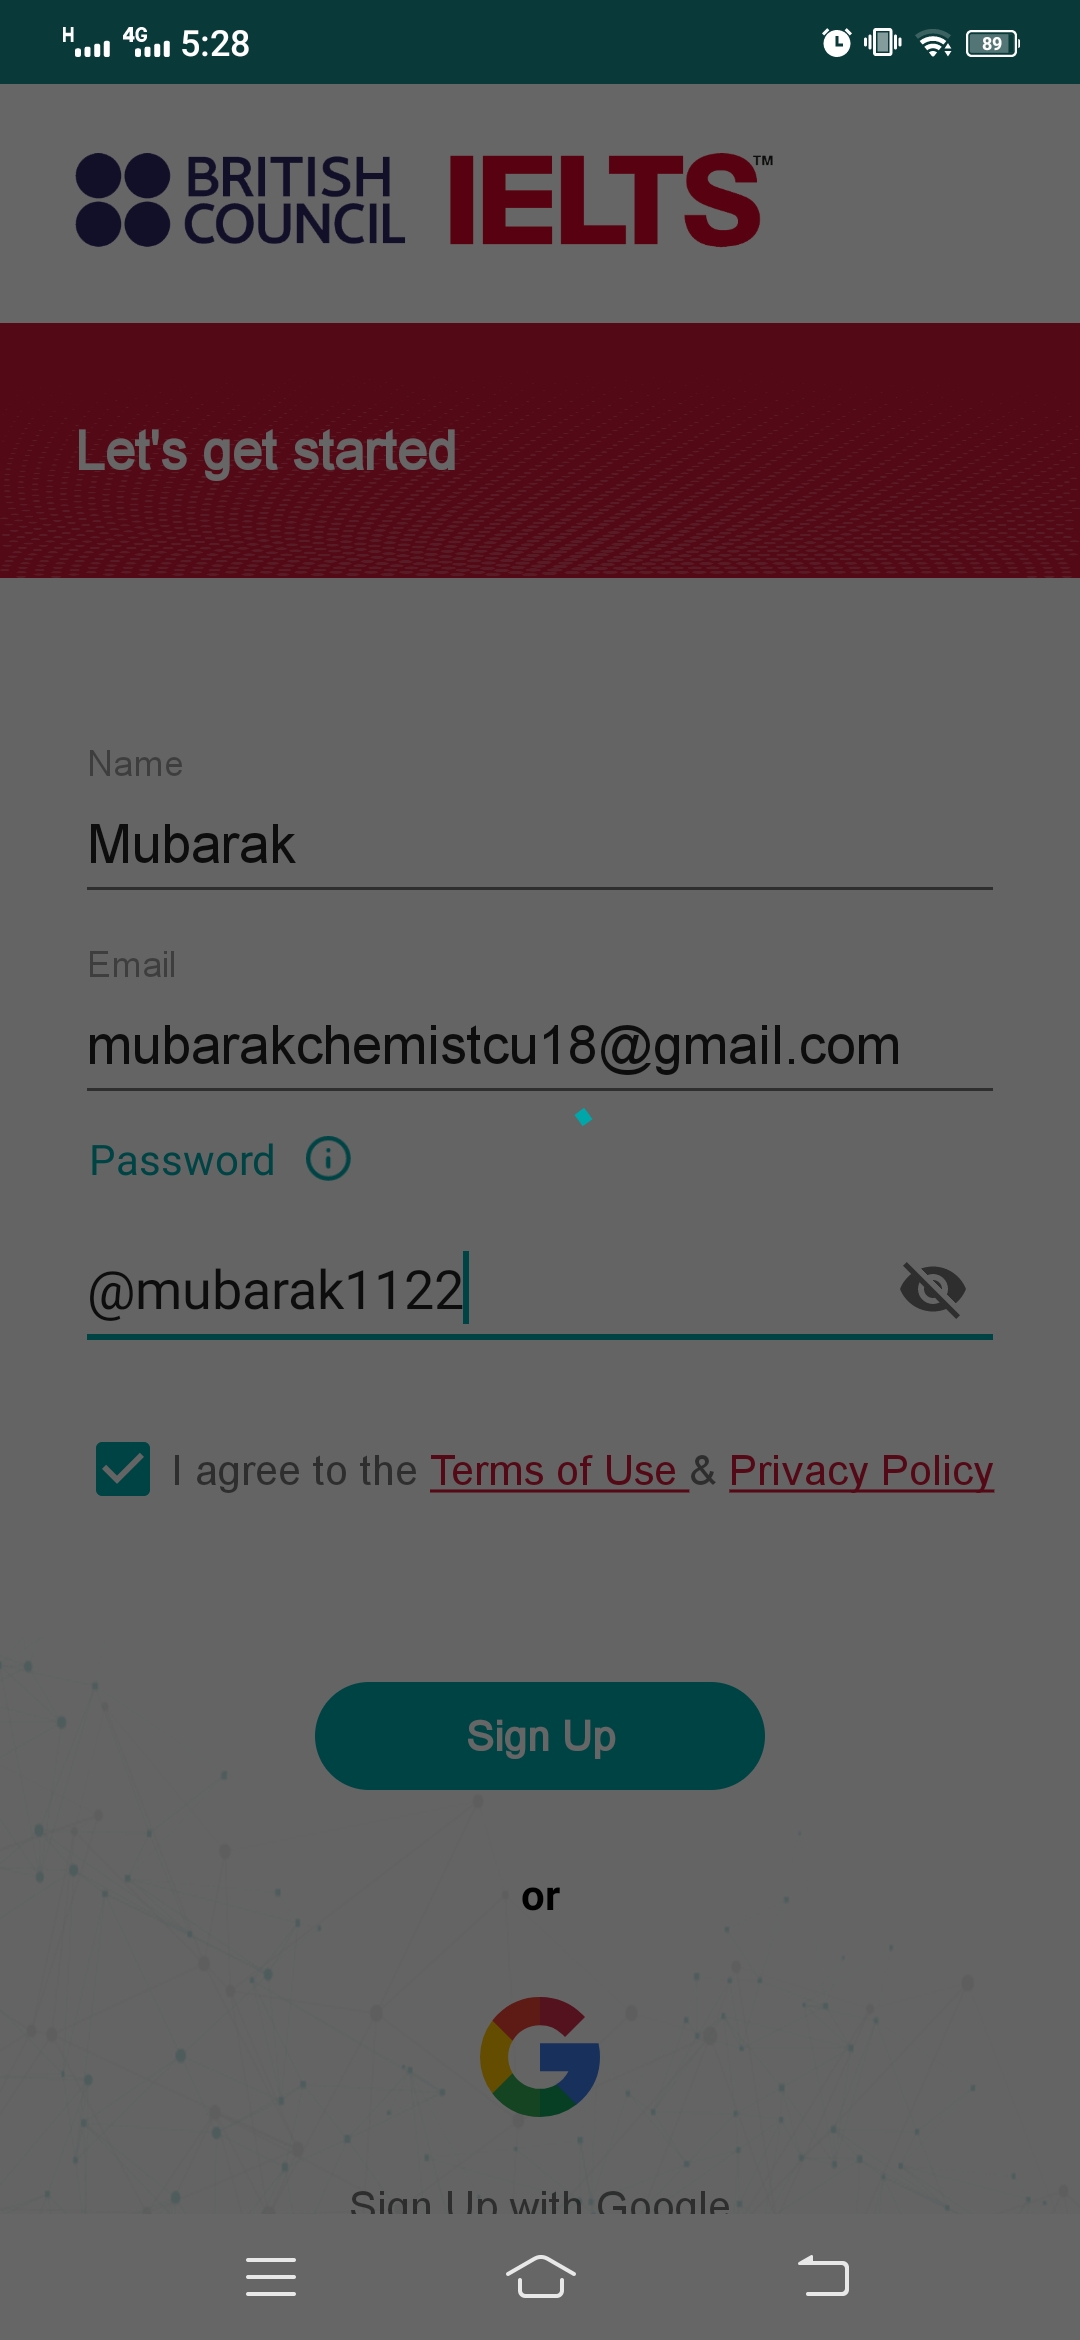 H 4G 5:28 89
BRITISH
COUNCIL
IELTS™
Let's get started
Name
Mubarak
Email
mubarakchemistcu18@gmail.com
Password
@mubarak1122
I agree to the Terms of Use & Privacy Policy
Sign Up
or
Sign Up with Google